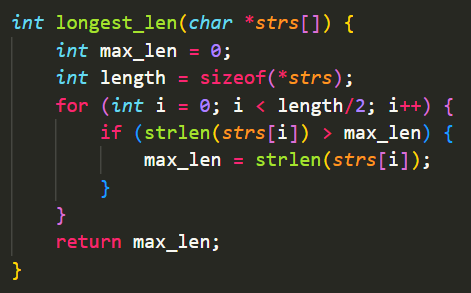 int longest_len(char *strs[]) {
    int max_len = 0;
    int length = sizeof(*strs);
    for (int i = 0; i < length/2; i++) {
        if (strlen(strs[i]) > max_len) {
            max_len = strlen(strs[i]);
        }
    }
    return max_len;
}